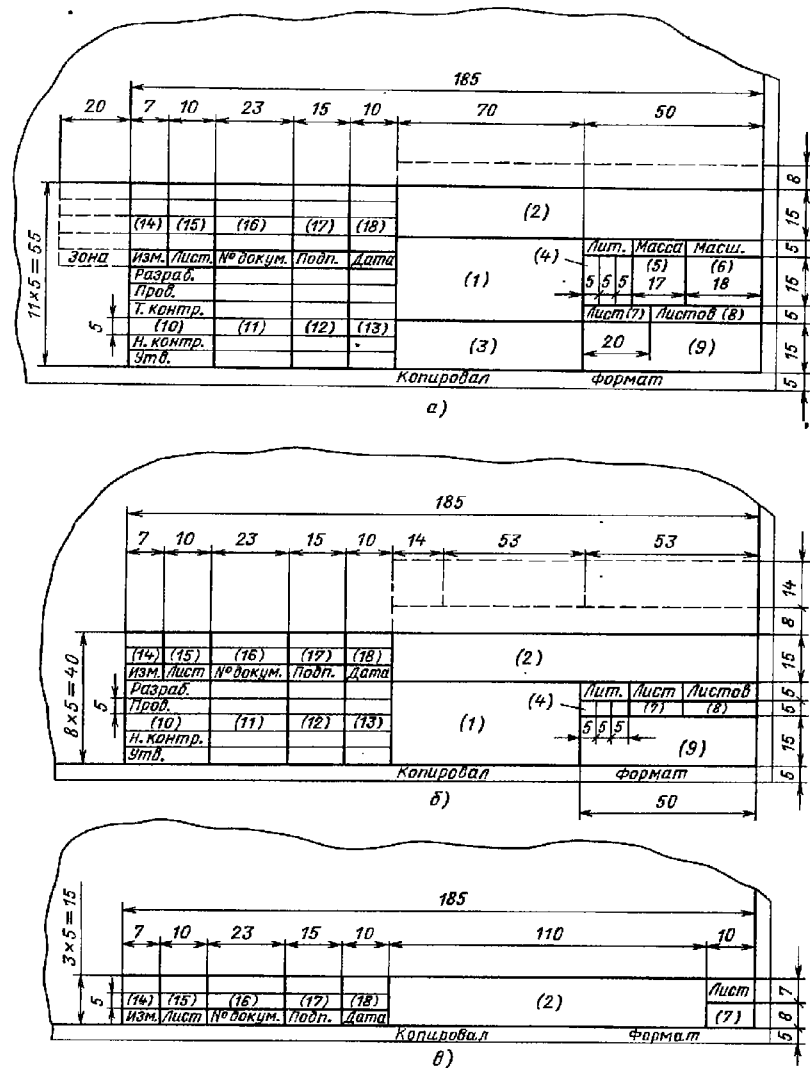 185
20 7 10 23 15 10 70 50
8
(2) 15
(14) (15) (16) (17) (18)
Лит. Масса Масш. 5
Зона Изм. Лист. № докум. Подп. Дата (4) (5) (6)
Разраб. (1) 5 5 5 17 18 15
Пров.
11×5=55
Т. контр. Лист (7) Листов (8) 5
5 (10) (11) (12) (13)
Н. контр. (3) 20 (9) 15
Утв.
Копировал Формат 5
а)
185
7 10 23 15 10 14 53 53
14
8
(14) (15) (16) (17) (18) (2) 15
Изм. Лист № докум. Подп. Дата
8×5=40
Разраб. Лит. Лист Листов 5
5 Пров. (4) (7) (8) 5
(10) (11) (12) (13) (1) 5 5 5
Н. контр. (9) 15
Утв.
Копировал Формат 5
б) 50
185
3×5=15
7 10 23 15 10 110 10
Лист 7
5 (14) (15) (16) (17) (18) (2)
Изм. Лист № докум. Подп. Дата (7) 8
Копировал Формат 5
в)